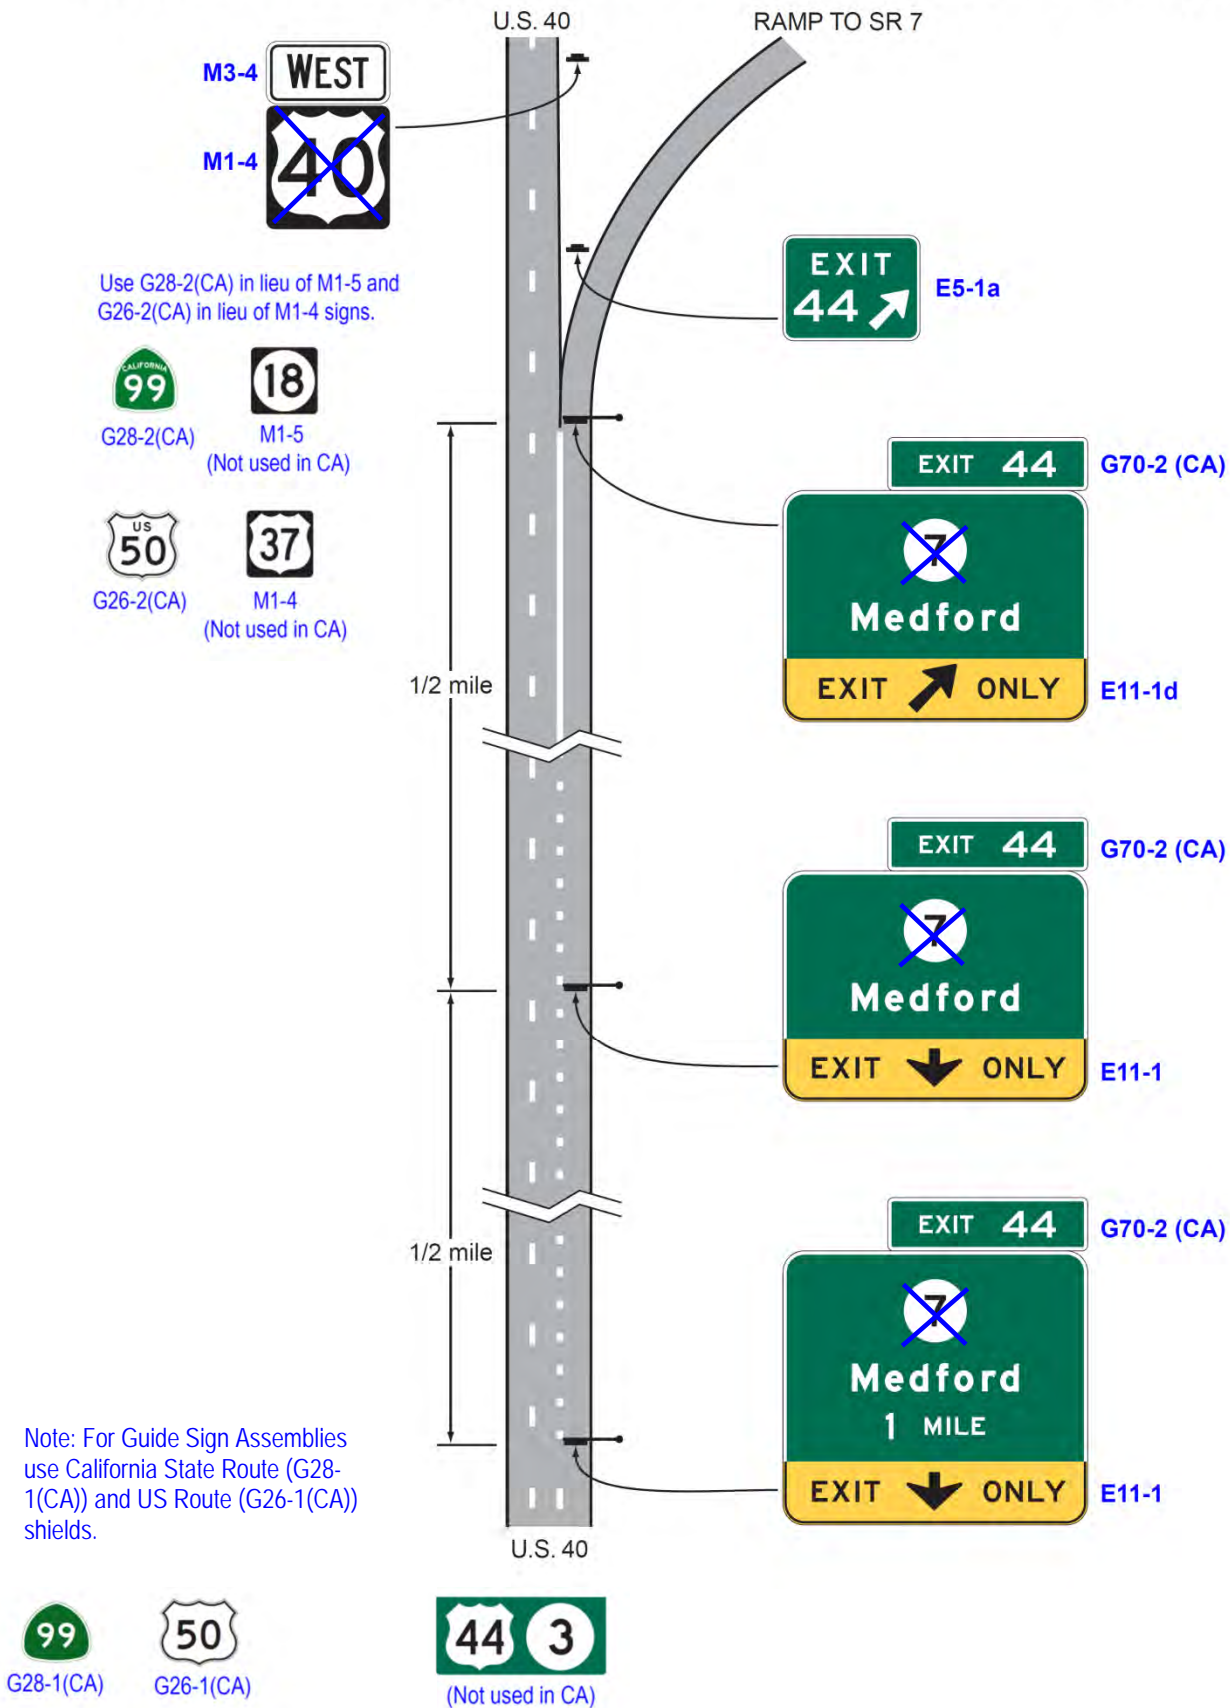 U.S. 40
RAMP TO SR 7
M3-4
WEST
M1-4
40
Use G28-2(CA) in lieu of M1-5 and
G26-2(CA) in lieu of M1-4 signs.
CALIFORNIA
99
18
G28-2(CA)
M1-5
(Not used in CA)
US
50
37
G26-2(CA)
M1-4
(Not used in CA)
EXIT
44
E5-1a
EXIT 44
G70-2 (CA)
7
Medford
EXIT ONLY
E11-1d
1/2 mile
EXIT 44
G70-2 (CA)
7
Medford
EXIT ONLY
E11-1
1/2 mile
EXIT 44
G70-2 (CA)
7
Medford
1 MILE
EXIT ONLY
E11-1
Note: For Guide Sign Assemblies
use California State Route (G28-
1(CA)) and US Route (G26-1(CA))
shields.
U.S. 40
99
50
44 3
G28-1(CA)
G26-1(CA)
(Not used in CA)